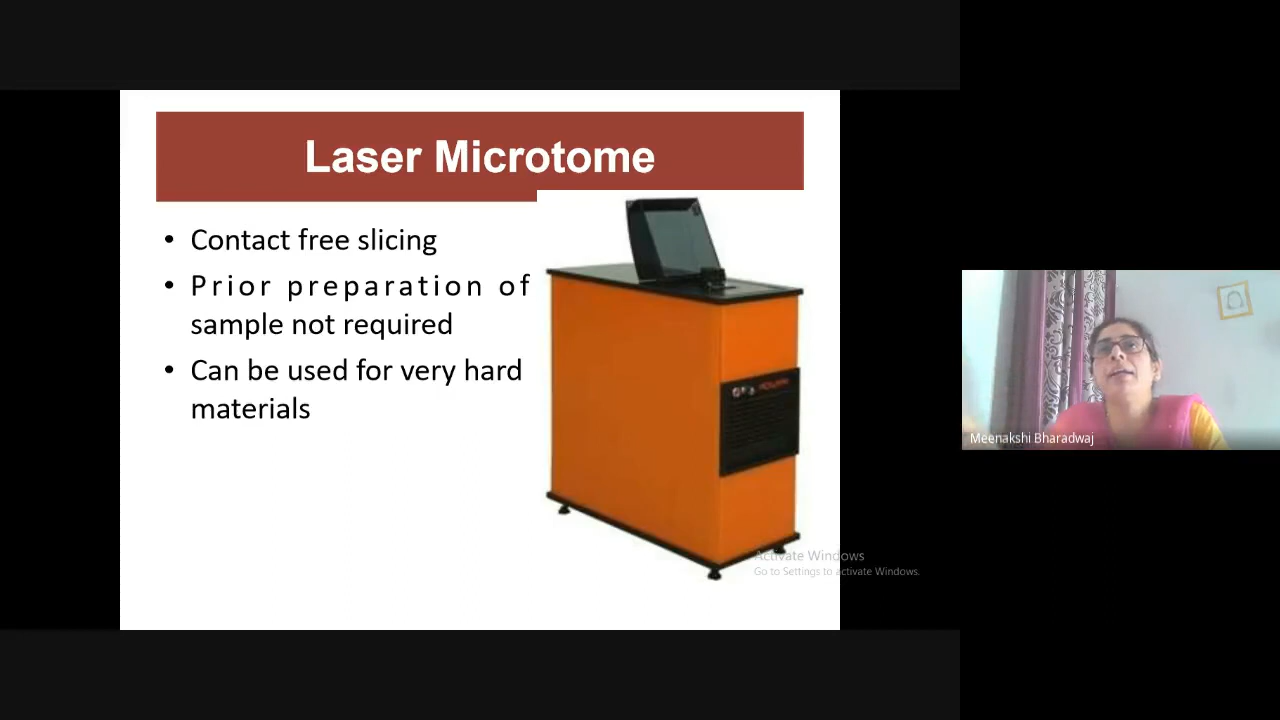 Laser Microtome
• Contact free slicing
• Prior preparation of
sample not required
• Can be used for very hard
materials
Activate Windows
Go to Settings to activate Windows.
Meenakshi Bharadwaj